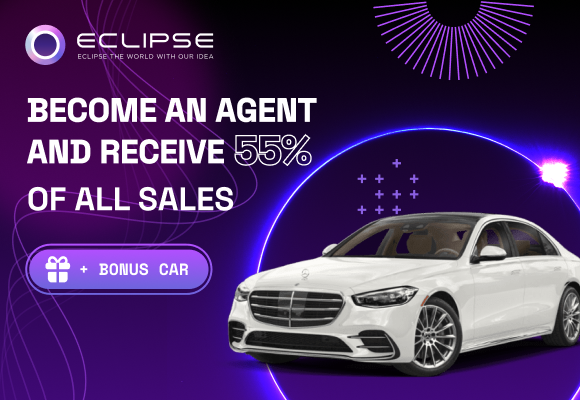 ECLIPSE
ECLIPSE THE WORLD WITH OUR IDEA
BECOME AN AGENT
AND RECEIVE 55%
OF ALL SALES
+ BONUS CAR